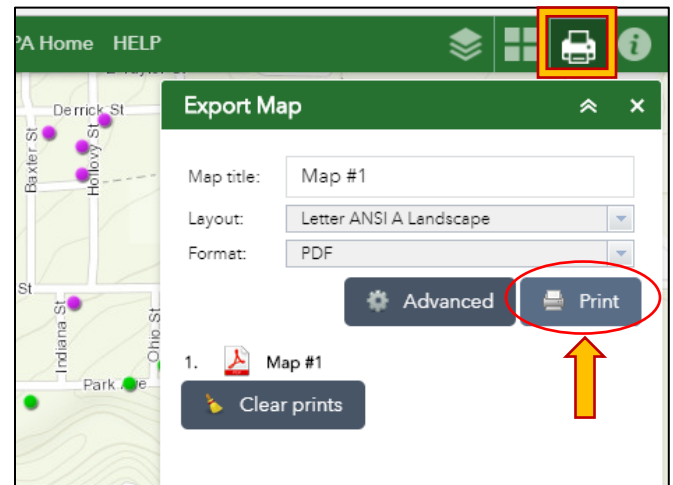 PA Home HELP
Derrick St
Export Map
Baxter St
Hollovy St
Map title: Map #1
Layout: Letter ANSI A Landscape
Format: PDF
St
Advanced
Print
Indiana St
Ohio St
1. Map #1
Park Ave
Clear prints